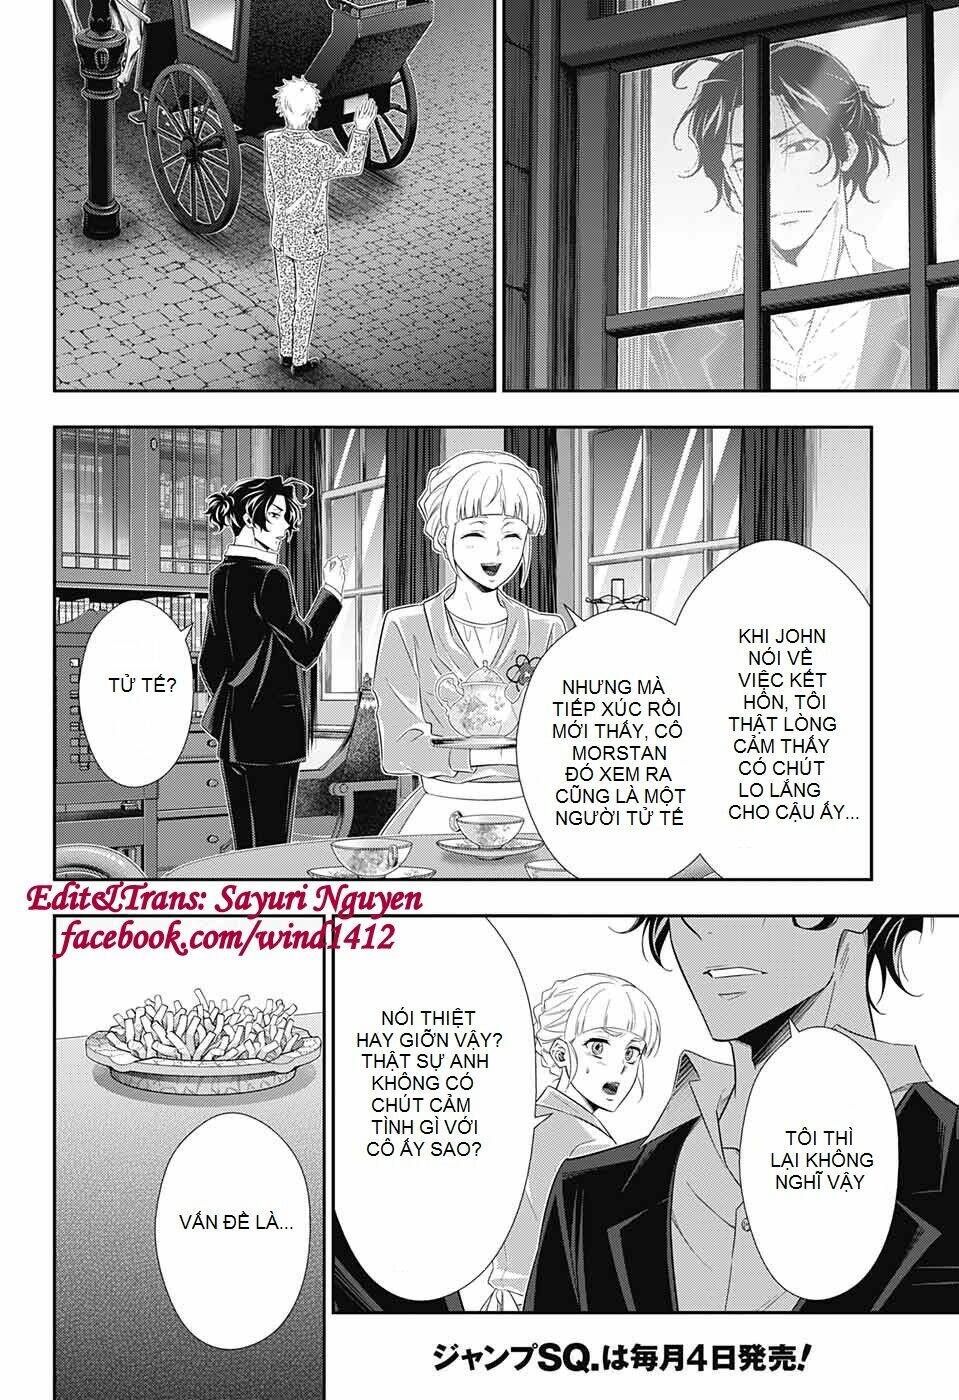 KHI JOHN
NÓI VỀ
VIỆC KẾT
HÔN, TÔI
THẬT LÒNG
CẢM THẤY
CÓ CHÚT
LO LẮNG
CHO CẬU ẤY...
NHƯNG MÀ
TIẾP XÚC RỒI
MỚI THẤY, CÔ
MORSTAN
ĐÓ XEM RA
CŨNG LÀ MỘT
NGƯỜI TỬ TẾ
TỬ TẾ?
Edit&Trans: Sayuri Nguyen
facebook.com/wind1412
TÔI THÌ
LẠI KHÔNG
NGHĨ VẬY
NÓI THIỆT
HAY GIỠN VẬY?
THẬT SỰ ANH
KHÔNG CÓ
CHÚT CẢM
TÌNH GÌ VỚI
CÔ ẤY SAO?
VẤN ĐỀ LÀ...
ジャンプSQ.は毎月4日発売!